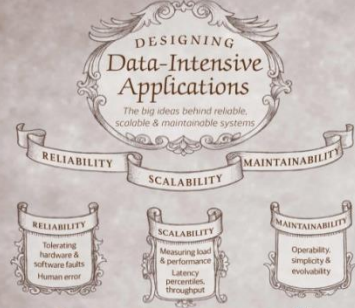 DESIGNING
Data-Intensive
Applications
The big ideas behind reliable,
scalable & maintainable systems
RELIABILITY
SCALABILITY
MAINTAINABILITY
RELIABILITY
Tolerating
hardware &
software faults
Human error
SCALABILITY
Measuring load
& performance
Latency
percentiles,
throughput
MAINTAINABILITY
Operability,
simplicity &
evolvability